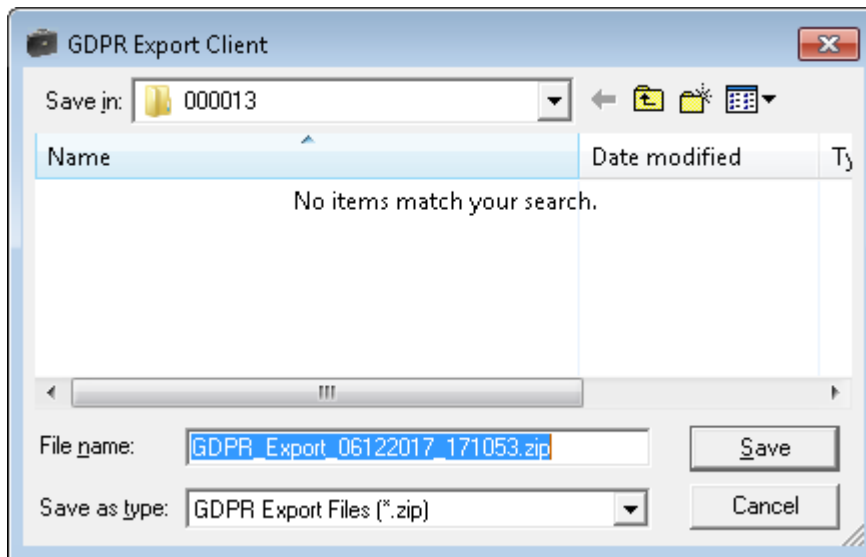 GDPR Export Client
Save in: 000013
Name Date modified Ty
No items match your search.
File name: GDPR_Export_06122017_171053.zip Save
Save as type: GDPR Export Files (*.zip) Cancel